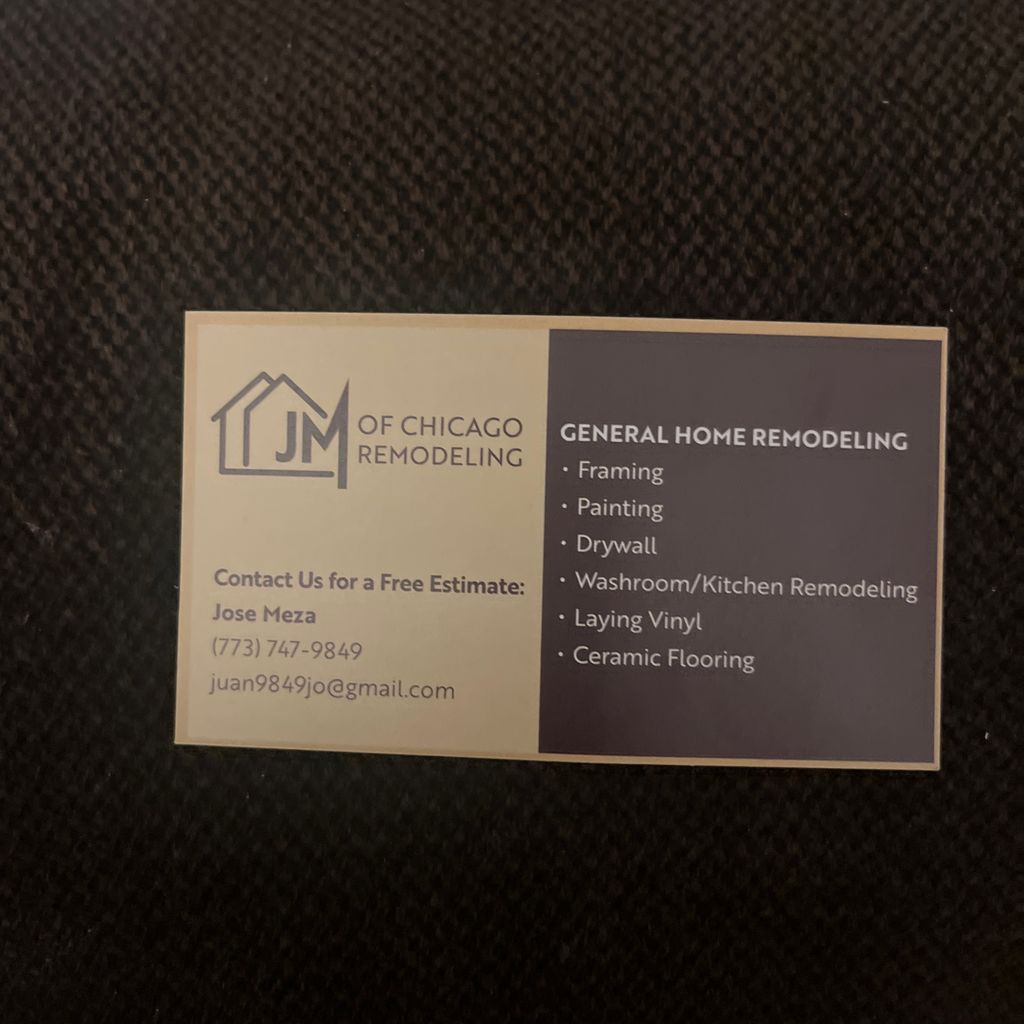 JM
OF CHICAGO
REMODELING
Contact Us for a Free Estimate:
Jose Meza
(773) 747-9849
juan9849jo@gmail.com
GENERAL HOME REMODELING
• Framing
• Painting
• Drywall
• Washroom/Kitchen Remodeling
• Laying Vinyl
• Ceramic Flooring